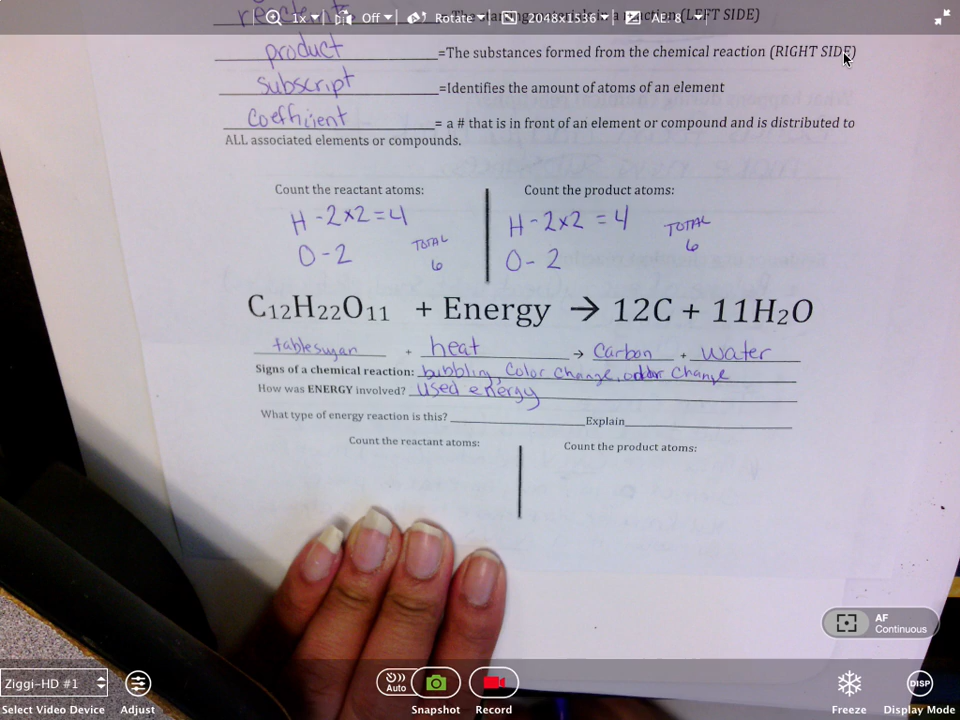 1x Off Rotate 2048x1536 AE: 8
reactants (LEFT SIDE)
product =The substances formed from the chemical reaction (RIGHT SIDE)
subscript =Identifies the amount of atoms of an element
coefficient = a # that is in front of an element or compound and is distributed to
ALL associated elements or compounds.
Count the reactant atoms: Count the product atoms:
H - 2x2 = 4 H - 2x2 = 4
O - 2 TOTAL 6 O - 2 TOTAL 6
C12H22O11 + Energy → 12C + 11H2O
tablesugar + heat → Carbon + water
Signs of a chemical reaction: bubbling, color change, odor change
How was ENERGY involved? used energy
What type of energy reaction is this? Explain
Count the reactant atoms: Count the product atoms:
AF
Continuous
Ziggi-HD #1 Auto DISP
Select Video Device Adjust Snapshot Record Freeze Display Mode